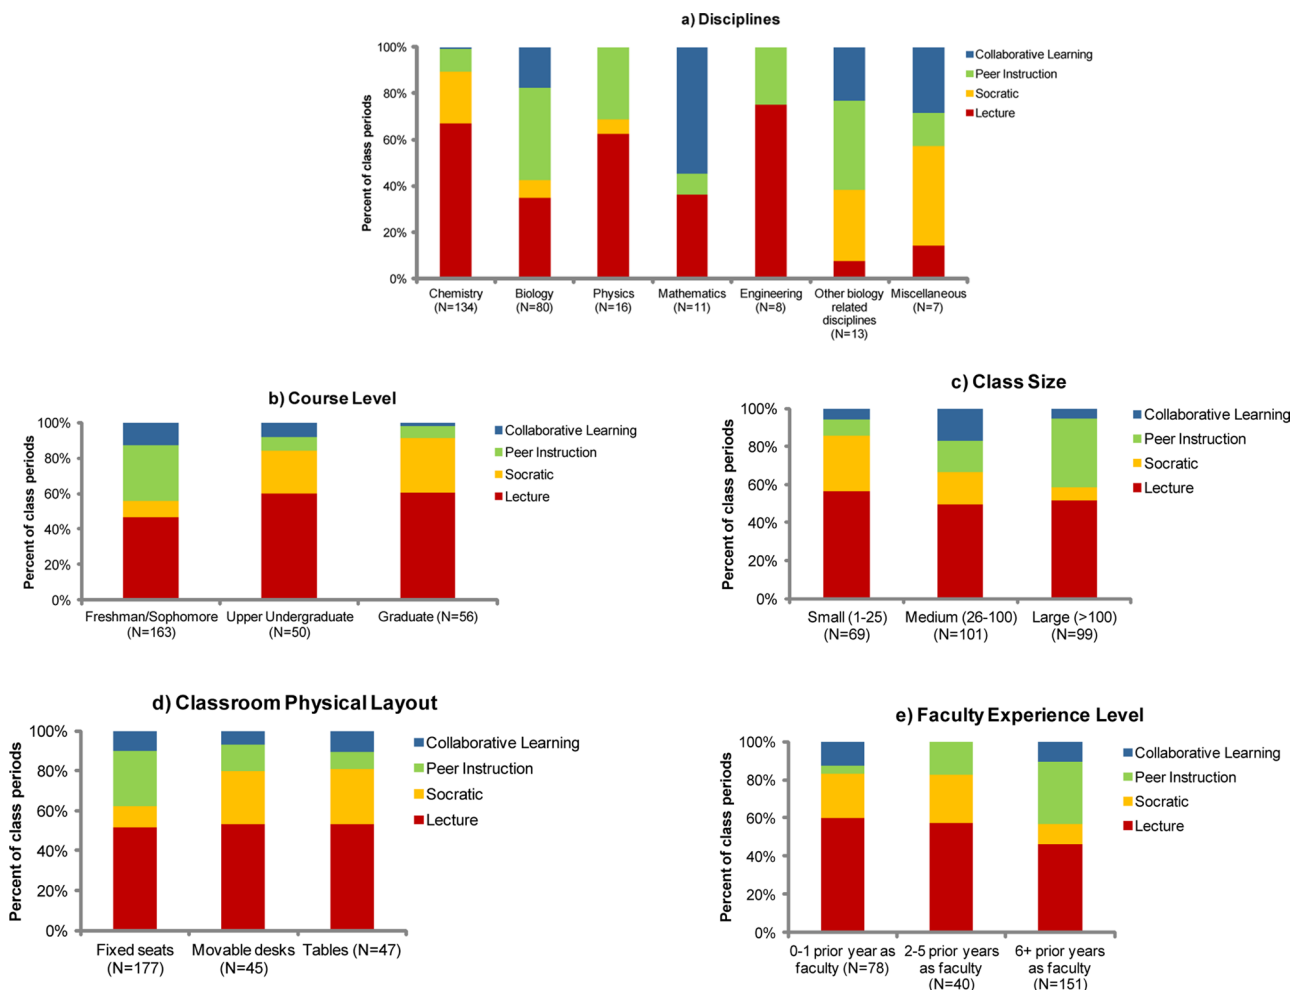 a) Disciplines
Percent of class periods
100%
80%
60%
40%
20%
0%
Chemistry
(N=134)
Biology
(N=80)
Physics
(N=16)
Mathematics
(N=11)
Engineering
(N=8)
Other biology
related
disciplines
(N=13)
Miscellaneous
(N=7)
Collaborative Learning
Peer Instruction
Socratic
Lecture
b) Course Level
Percent of class periods
100%
80%
60%
40%
20%
0%
Freshman/Sophomore
(N=163)
Upper Undergraduate
(N=50)
Graduate (N=56)
Collaborative Learning
Peer Instruction
Socratic
Lecture
c) Class Size
Percent of class periods
100%
80%
60%
40%
20%
0%
Small (1-25)
(N=69)
Medium (26-100)
(N=101)
Large (>100)
(N=99)
Collaborative Learning
Peer Instruction
Socratic
Lecture
d) Classroom Physical Layout
Percent of class periods
100%
80%
60%
40%
20%
0%
Fixed seats
(N=177)
Movable desks
(N=45)
Tables (N=47)
Collaborative Learning
Peer Instruction
Socratic
Lecture
e) Faculty Experience Level
Percent of class periods
100%
80%
60%
40%
20%
0%
0-1 prior year as
faculty (N=78)
2-5 prior years
as faculty
(N=40)
6+ prior years
as faculty
(N=151)
Collaborative Learning
Peer Instruction
Socratic
Lecture